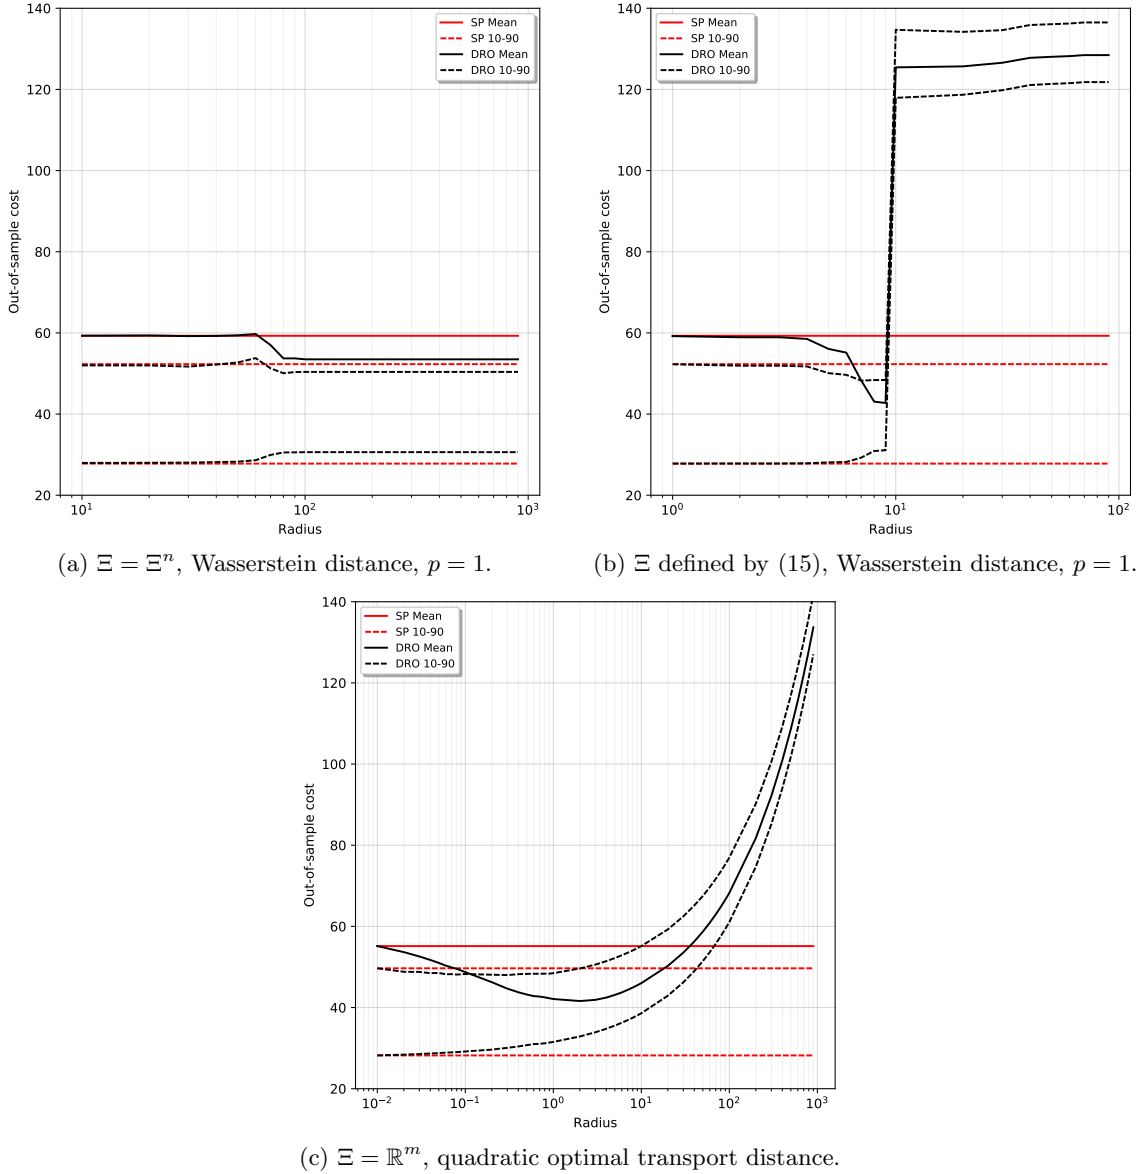 140
120
100
80
60
40
20
Out-of-sample cost
SP Mean
SP 10-90
DRO Mean
DRO 10-90
10^1
10^2
10^3
Radius
(a) Ξ = Ξ^n, Wasserstein distance, p = 1.
140
120
100
80
60
40
20
Out-of-sample cost
SP Mean
SP 10-90
DRO Mean
DRO 10-90
10^0
10^1
10^2
Radius
(b) Ξ defined by (15), Wasserstein distance, p = 1.
140
120
100
80
60
40
20
Out-of-sample cost
SP Mean
SP 10-90
DRO Mean
DRO 10-90
10^−2
10^−1
10^0
10^1
10^2
10^3
Radius
(c) Ξ = ℝ^m, quadratic optimal transport distance.